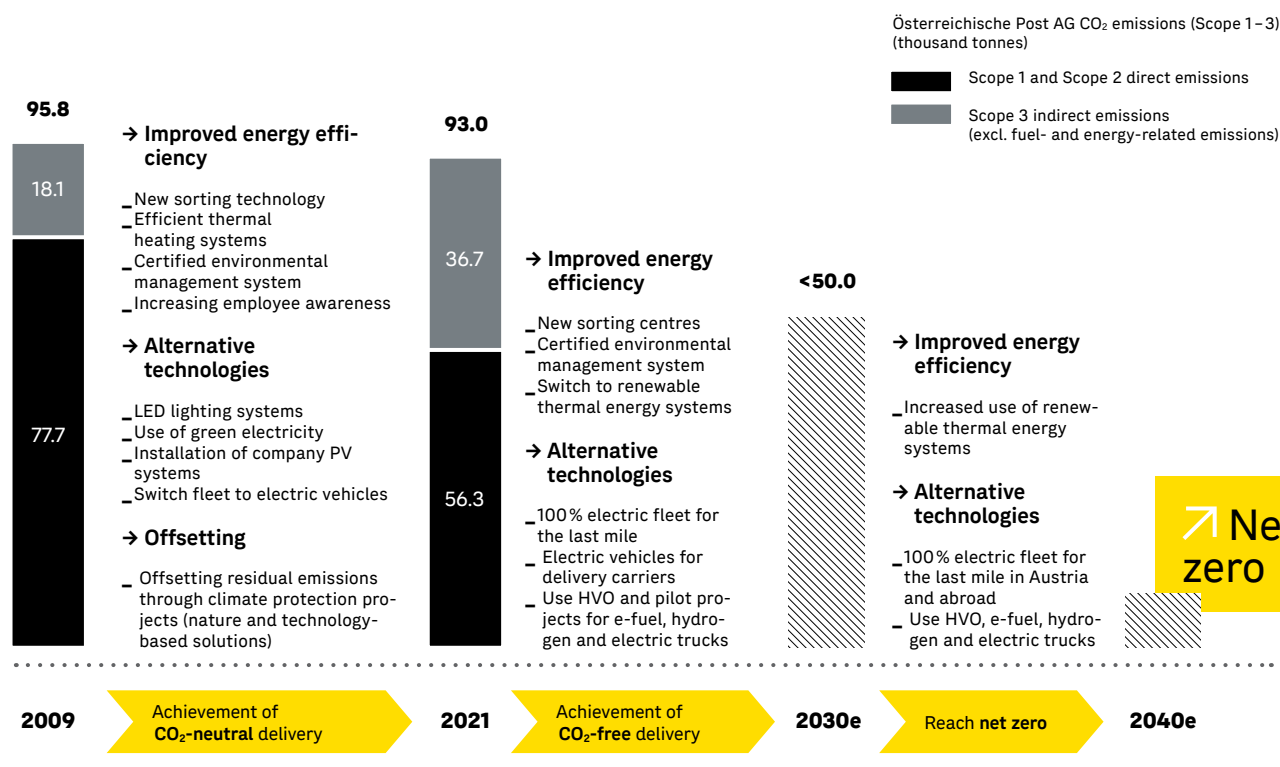 Österreichische Post AG CO₂ emissions (Scope 1–3)
(thousand tonnes)
Scope 1 and Scope 2 direct emissions
Scope 3 indirect emissions
(excl. fuel- and energy-related emissions)
95.8
18.1
77.7
→ Improved energy effi-
ciency
_New sorting technology
_Efficient thermal
heating systems
_Certified environmental
management system
_Increasing employee awareness
→ Alternative
technologies
_LED lighting systems
_Use of green electricity
_Installation of company PV
systems
_Switch fleet to electric vehicles
→ Offsetting
_ Offsetting residual emissions
through climate protection pro-
jects (nature and technology-
based solutions)
93.0
36.7
56.3
→ Improved energy
efficiency
_New sorting centres
_Certified environmental
management system
_Switch to renewable
thermal energy systems
→ Alternative
technologies
_100% electric fleet for
the last mile
_ Electric vehicles for
delivery carriers
_ Use HVO and pilot pro-
jects for e-fuel, hydro-
gen and electric trucks
<50.0
→ Improved energy
efficiency
_Increased use of renew-
able thermal energy
systems
→ Alternative
technologies
_100% electric fleet for
the last mile in Austria
and abroad
_ Use HVO, e-fuel, hydro-
gen and electric trucks
↗ Ne
zero
2009
Achievement of
CO₂-neutral delivery
2021
Achievement of
CO₂-free delivery
2030e
Reach net zero
2040e